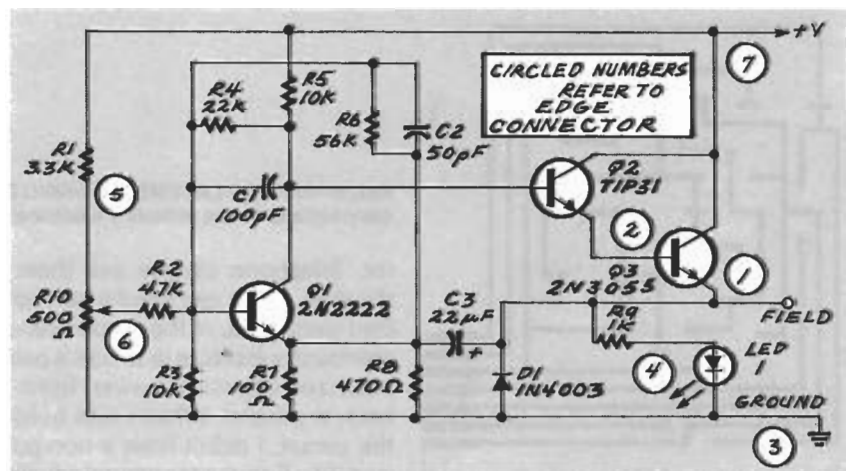 +V
CIRCLED NUMBERS
REFER TO
EDGE
CONNECTOR
7
R4
22K
R5
10K
R6
56K
C2
50pF
R1
3.3K
5
C1
100pF
Q2
TIP31
2
1
R2
4.7K
Q1
2N2222
C3
22µF
+
Q3
2N3055
FIELD
R10
500
Ω
6
R9
1K
LED
1
4
R3
10K
R7
100
Ω
R8
470Ω
D1
1N4003
GROUND
3